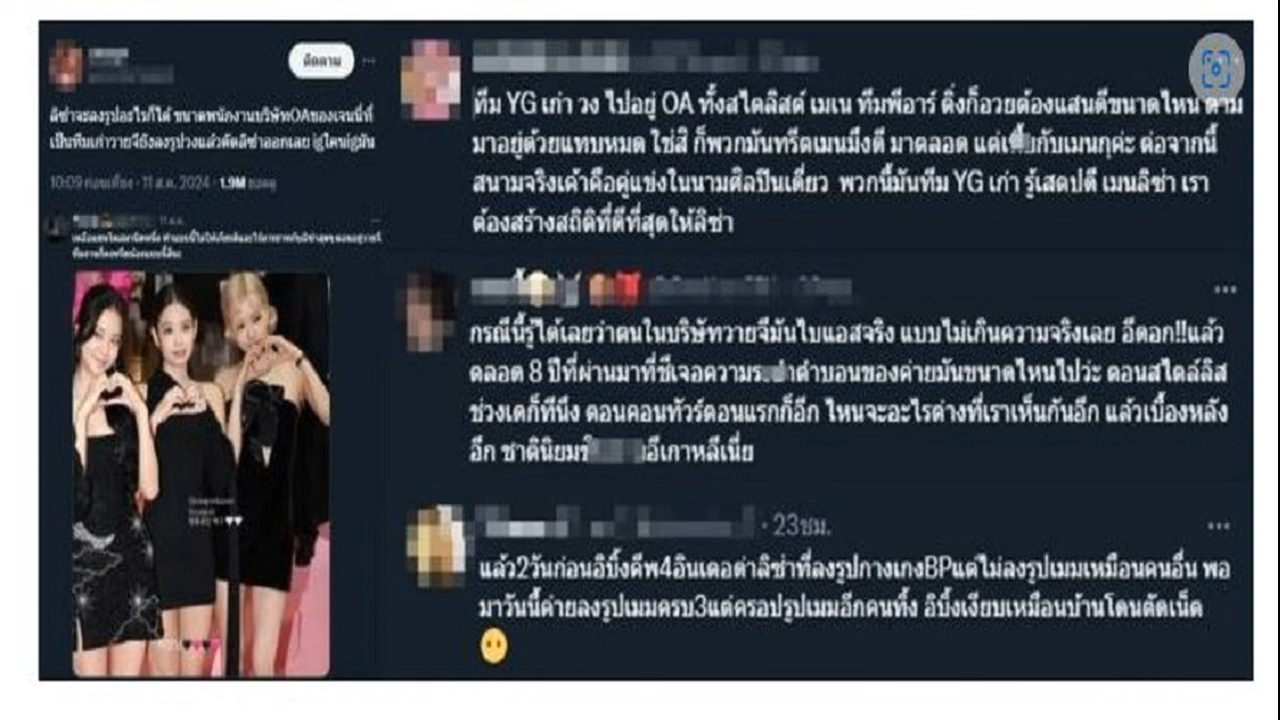 ติดตาม
ลิซ่าจะลงรูปอะไรก็ได้ ขนาดพนักงานบริษัทOAของเจนนี่ที่
เป็นทีมเก่าวายจียังลงรูปวงแล้วตัดลิซ่าออกเลย igใครigมัน
10:09 ก่อนเที่ยง · 11 ส.ค. 2024 · 1.9M
ทีม YG เก่า วง ไปอยู่ OA ทั้งสไตลิสต์ เมเน ทีมพีอาร์ ติ่งก็อวยต้องแสนดีขนาดไหน ตาม
มาอยู่ด้วยแทบหมด ใช่สิ ก็พวกมันทรีตเมนมึงดี มาตลอด แต่
กับเมนกุค่ะ ต่อจากนี้
สนามจริงเค้าคือคู่แข่งในนามศิลปินเดี่ยว พวกนี้มันทีม YG เก่า รู้เสตปดี เมนลิซ่า เรา
ต้องสร้างสถิติที่ดีที่สุดให้ลิซ่า
กรณีนี้รู้ได้เลยว่าคนในบริษัทวายจีมันไบแอสจริง แบบไม่เกินความจริงเลย อีดอก!!แล้ว
ตลอด 8 ปีที่ผ่านมาที่ชีเจอความ
ตำบอนของค่ายมันขนาดไหนไปว่ะ ตอนสไตล์ลิส
ช่วงเดก็ทีนึง ตอนคอนทัวร์ตอนแรกก็อีก ไหนจะอะไรต่างที่เราเห็นกันอีก แล้วเบื้องหลัง
อีก ชาตินิยม
อีเกาหลีเนี่ย
· 23ชม.
แล้ว2วันก่อนอิบิ้งดีพ4อินเตอด่าลิซ่าที่ลงรูปกางเกงBPแต่ไม่ลงรูปเมมเหมือนคนอื่น พอ
มาวันนี้ค่ายลงรูปเมมครบ3แต่ครอปรูปเมมอีกคนทิ้ง อิบิ้งเงียบเหมือนบ้านโดนตัดเน็ต